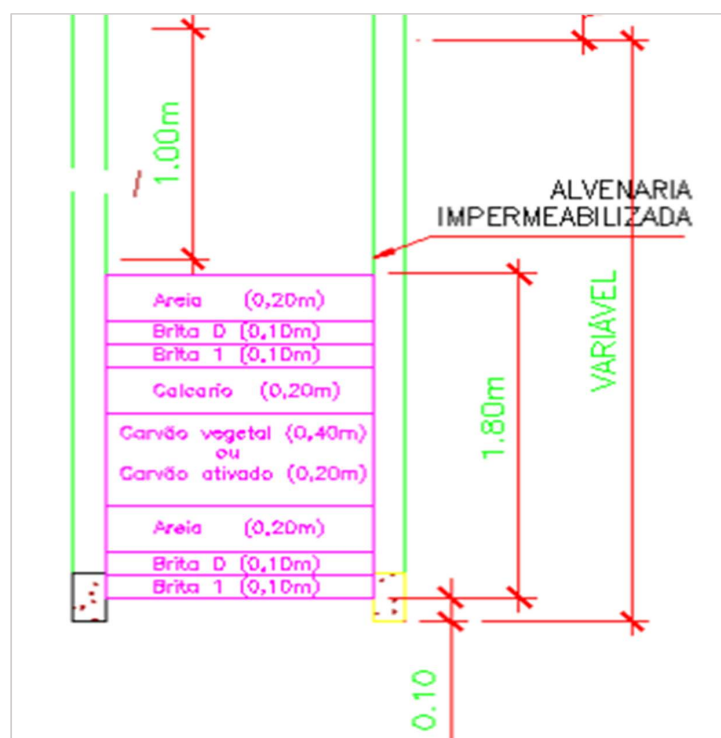 1.00m
ALVENARIA
IMPERMEABILIZADA
VARIÁVEL
1.80m
0.10
Areia (0,20m)
Brita 0 (0,10m)
Brita 1 (0,10m)
Calcario (0,20m)
Carvão vegetal (0,40m)
ou
Carvão ativado (0,20m)
Areia (0,20m)
Brita 0 (0,10m)
Brita 1 (0,10m)